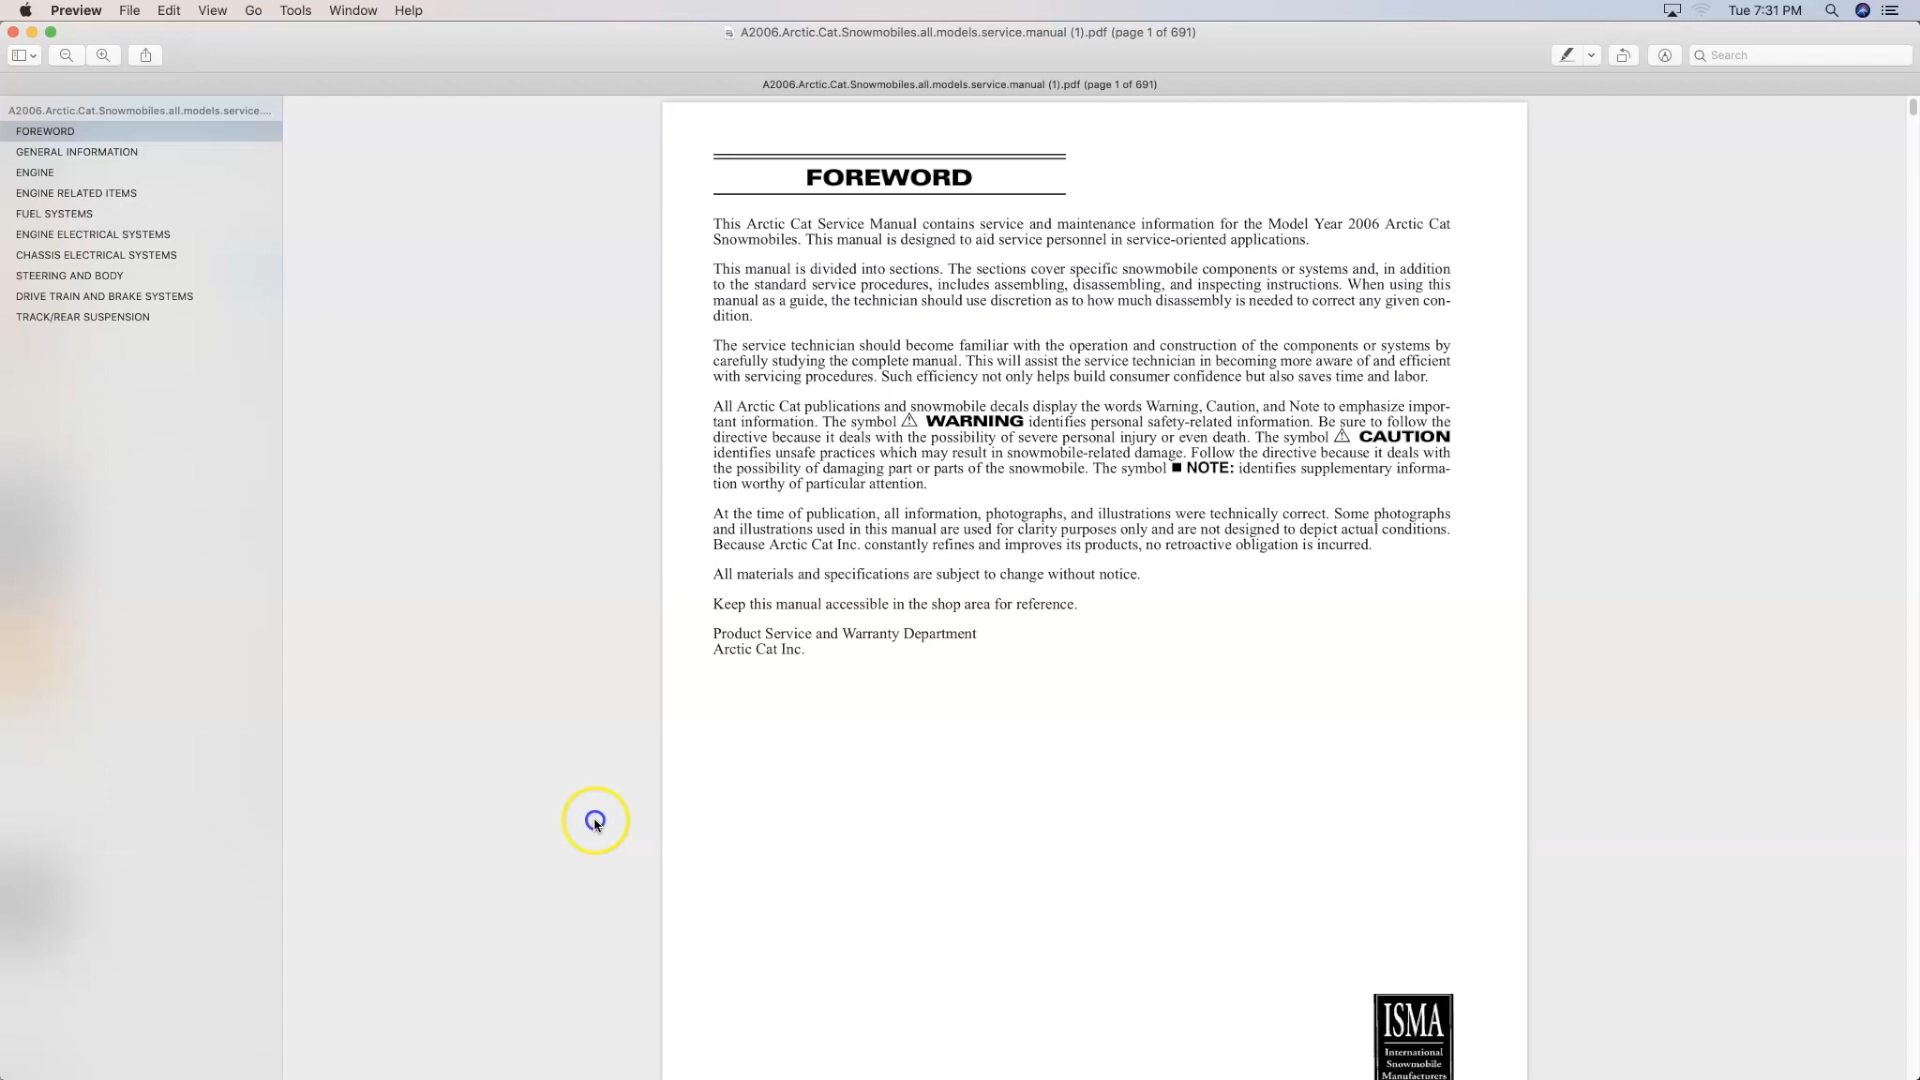 Preview File Edit View Go Tools Window Help
Tue 7:31 PM
A2006.Arctic.Cat.Snowmobiles.all.models.service.manual (1).pdf (page 1 of 691)
Search
A2006.Arctic.Cat.Snowmobiles.all.models.service.manual (1).pdf (page 1 of 691)
A2006.Arctic.Cat.Snowmobiles.all.models.service....
FOREWORD
GENERAL INFORMATION
ENGINE
ENGINE RELATED ITEMS
FUEL SYSTEMS
ENGINE ELECTRICAL SYSTEMS
CHASSIS ELECTRICAL SYSTEMS
STEERING AND BODY
DRIVE TRAIN AND BRAKE SYSTEMS
TRACK/REAR SUSPENSION
FOREWORD
This Arctic Cat Service Manual contains service and maintenance information for the Model Year 2006 Arctic Cat
Snowmobiles. This manual is designed to aid service personnel in service-oriented applications.
This manual is divided into sections. The sections cover specific snowmobile components or systems and, in addition
to the standard service procedures, includes assembling, disassembling, and inspecting instructions. When using this
manual as a guide, the technician should use discretion as to how much disassembly is needed to correct any given con-
dition.
The service technician should become familiar with the operation and construction of the components or systems by
carefully studying the complete manual. This will assist the service technician in becoming more aware of and efficient
with servicing procedures. Such efficiency not only helps build consumer confidence but also saves time and labor.
All Arctic Cat publications and snowmobile decals display the words Warning, Caution, and Note to emphasize impor-
tant information. The symbol ⚠ WARNING identifies personal safety-related information. Be sure to follow the
directive because it deals with the possibility of severe personal injury or even death. The symbol ⚠ CAUTION
identifies unsafe practices which may result in snowmobile-related damage. Follow the directive because it deals with
the possibility of damaging part or parts of the snowmobile. The symbol ■ NOTE: identifies supplementary informa-
tion worthy of particular attention.
At the time of publication, all information, photographs, and illustrations were technically correct. Some photographs
and illustrations used in this manual are used for clarity purposes only and are not designed to depict actual conditions.
Because Arctic Cat Inc. constantly refines and improves its products, no retroactive obligation is incurred.
All materials and specifications are subject to change without notice.
Keep this manual accessible in the shop area for reference.
Product Service and Warranty Department
Arctic Cat Inc.
ISMA
International
Snowmobile
Manufacturers